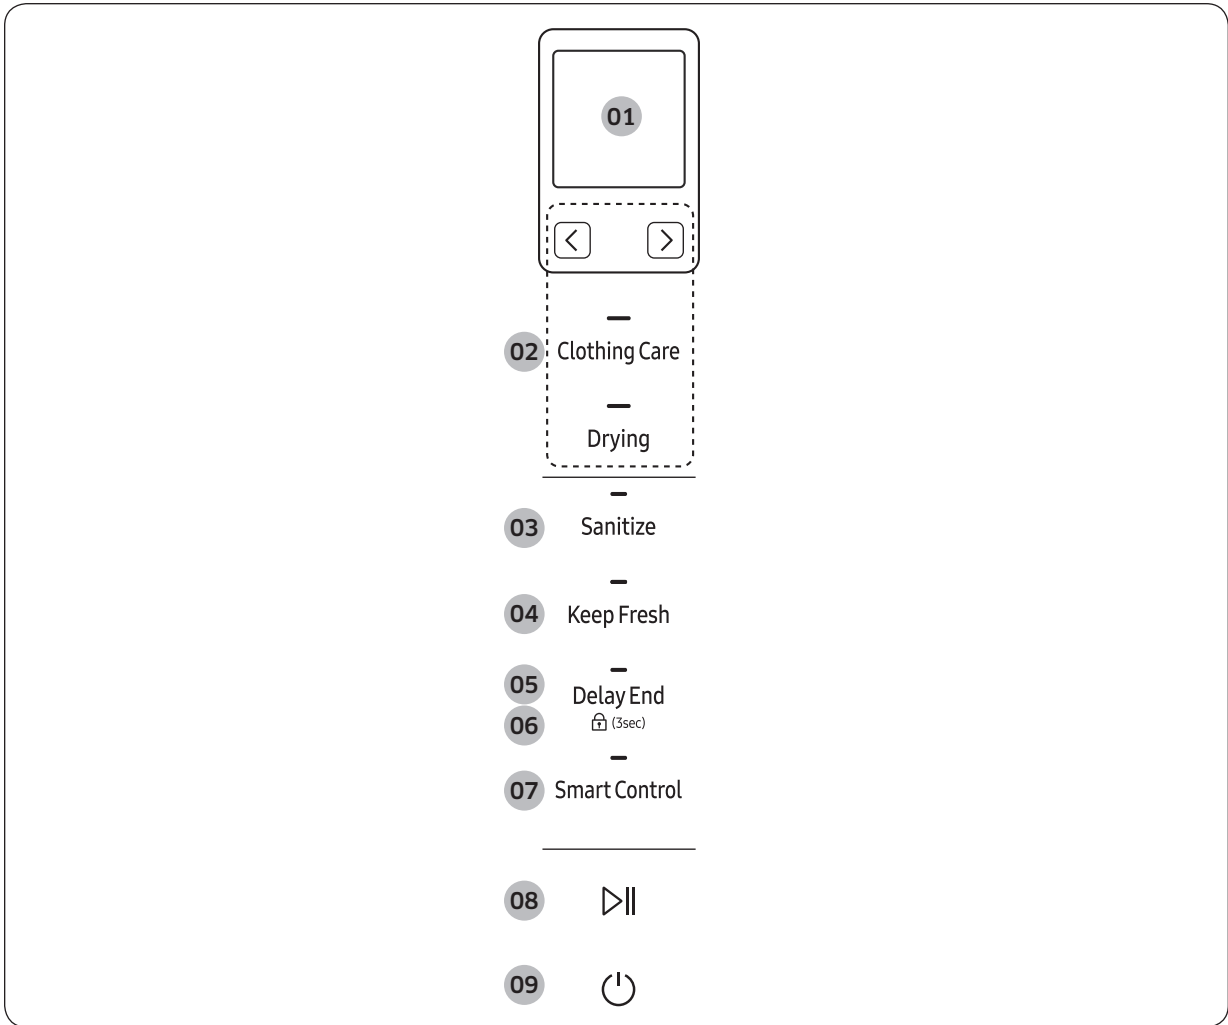 01
02 Clothing Care
Drying
03 Sanitize
04 Keep Fresh
05 Delay End
06 (3sec)
07 Smart Control
08
09